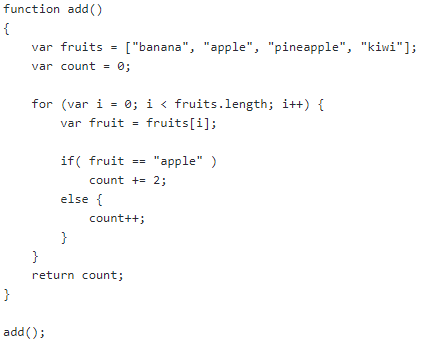 function add()
{
    var fruits = ["banana", "apple", "pineapple", "kiwi"];
    var count = 0;

    for (var i = 0; i < fruits.length; i++) {
        var fruit = fruits[i];

        if( fruit == "apple" )
            count += 2;
        else {
            count++;
        }
    }
    return count;
}

add();